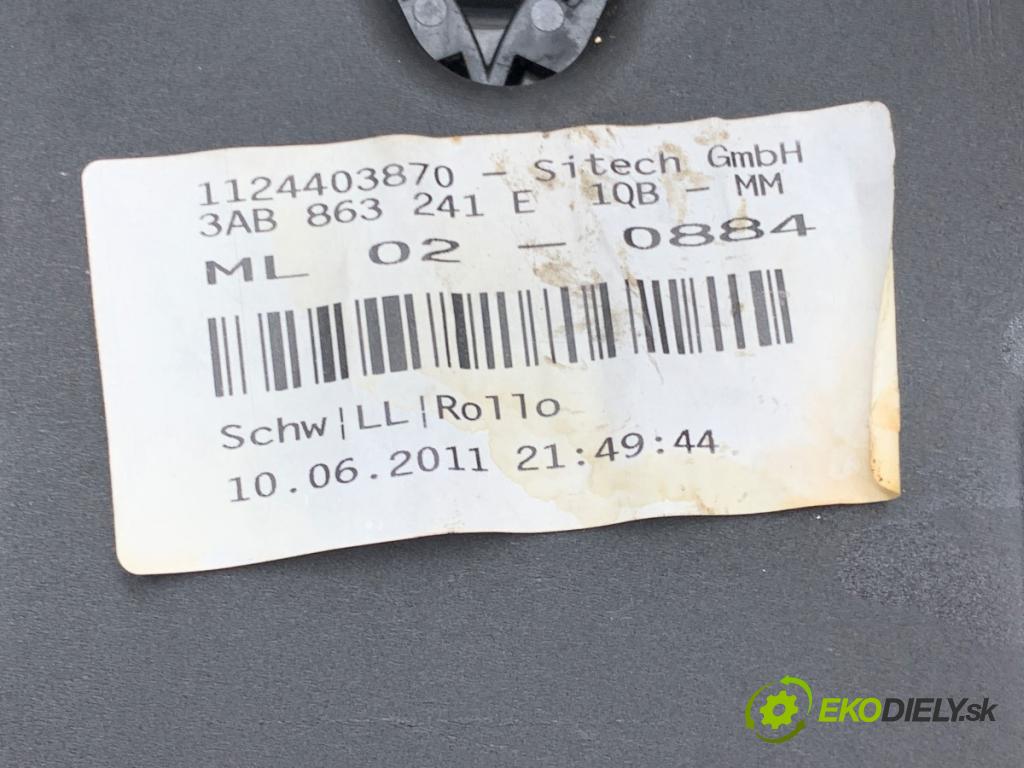 1124403870 - Sitech GmbH
3AB 863 241 E 1QB - MM
ML 02 - 0884
Schw|LL|Rollo
10.06.2011 21:49:44
EKODIELY.sk